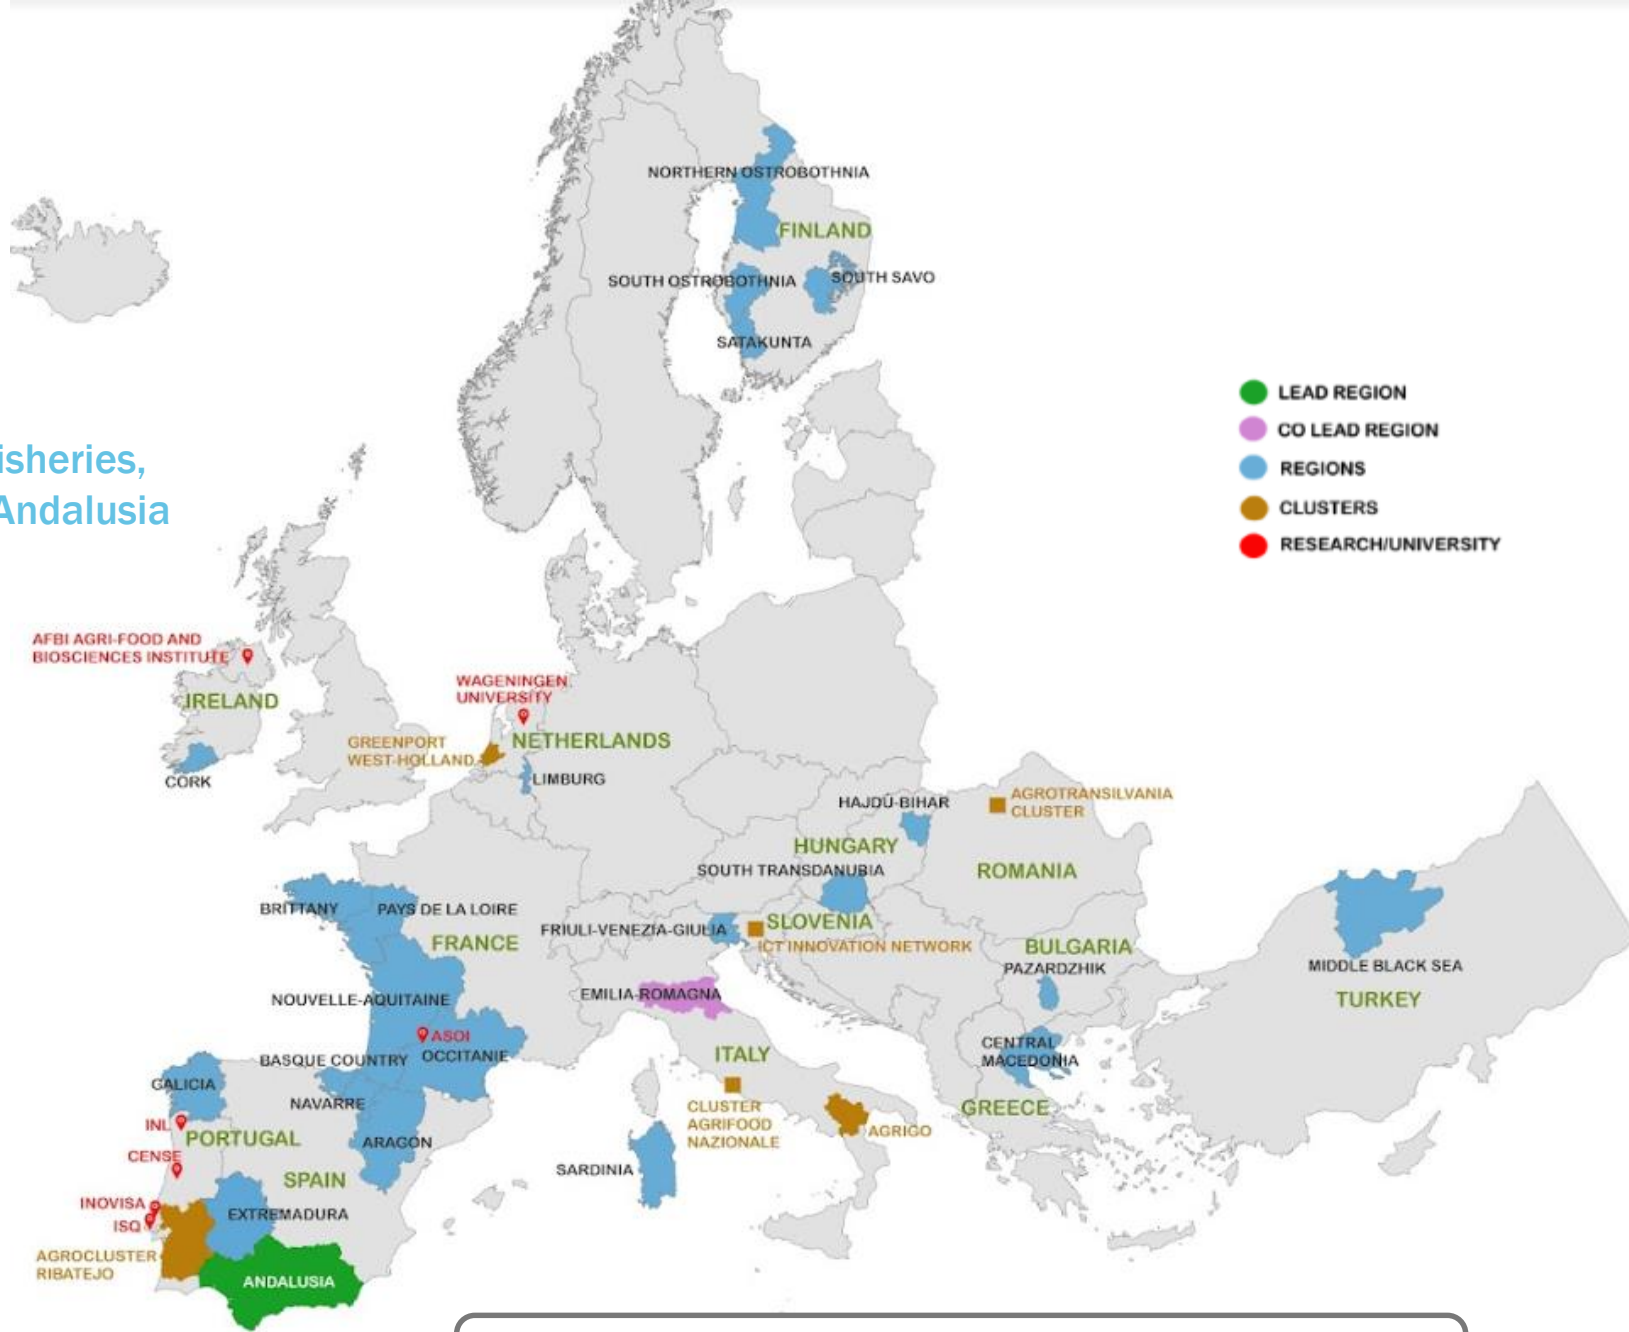 NORTHERN OSTROBOTHNIA
FINLAND
SOUTH OSTROBOTHNIA
SOUTH SAVO
SATAKUNTA
LEAD REGION
CO LEAD REGION
REGIONS
CLUSTERS
RESEARCH/UNIVERSITY
isheries,
Andalusia
AFBI AGRI-FOOD AND
BIOSCIENCES INSTITUTE
IRELAND
CORK
WAGENINGEN
UNIVERSITY
NETHERLANDS
GREENPORT
WEST-HOLLAND
LIMBURG
HAJDÚ-BIHAR
AGROTRANSILVANIA
CLUSTER
HUNGARY
SOUTH TRANSDANUBIA
ROMANIA
BRITTANY
PAYS DE LA LOIRE
FRANCE
FRIULI-VENEZIA-GIULIA
SLOVENIA
ICT INNOVATION NETWORK
BULGARIA
PAZARDZHIK
MIDDLE BLACK SEA
TURKEY
NOUVELLE-AQUITAINE
EMILIA-ROMAGNA
ASOI
OCCITANIE
BASQUE COUNTRY
ITALY
CENTRAL
MACEDONIA
GREECE
GALICIA
NAVARRE
CLUSTER
AGRIFOOD
NAZIONALE
AGRIGO
INL
PORTUGAL
ARAGON
CENSE
SPAIN
SARDINIA
INOVISA
ISQ
EXTREMADURA
AGROCLUSTER
RIBATEJO
ANDALUSIA